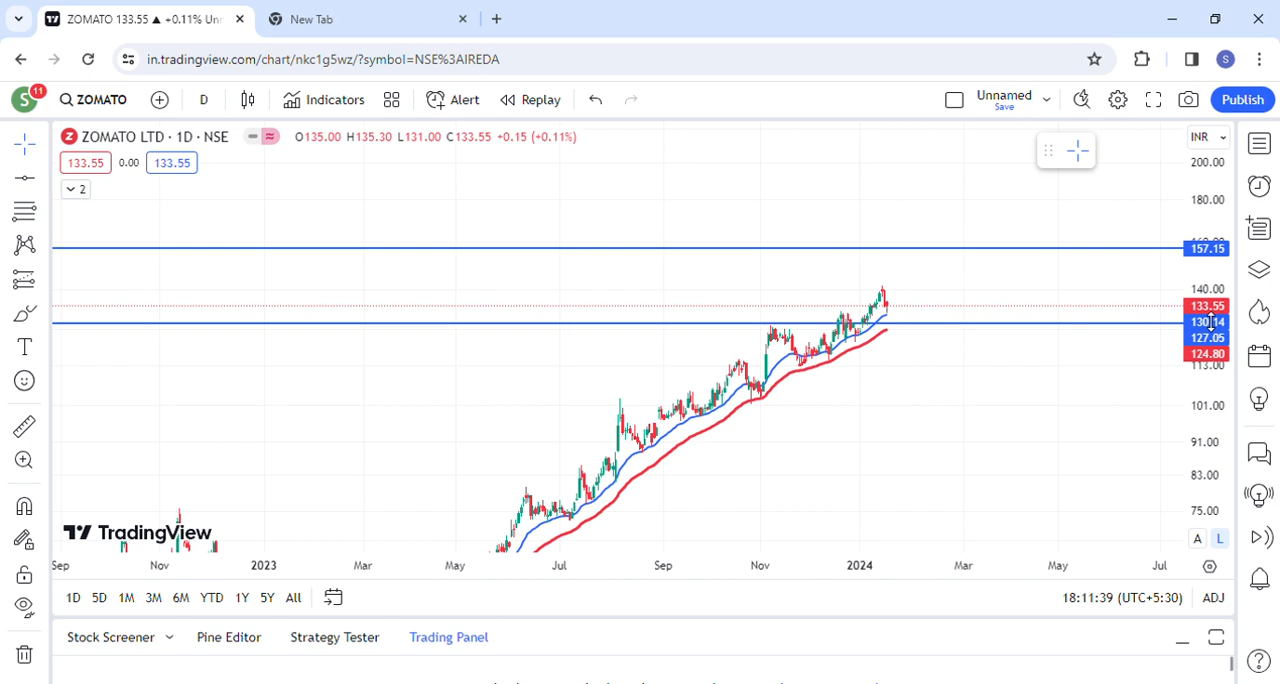 ZOMATO 133.55 ▲ +0.11% Unn
New Tab
in.tradingview.com/chart/nkc1g5wz/?symbol=NSE%3AIREDA
S
S
11
ZOMATO
D
Indicators
Alert
Replay
Unnamed
Save
Publish
Z
ZOMATO LTD · 1D · NSE
O135.00 H135.30 L131.00 C133.55 +0.15 (+0.11%)
INR
133.55
0.00
133.55
2
200.00
180.00
157.15
140.00
133.55
130.14
127.05
124.80
113.00
101.00
91.00
83.00
75.00
TradingView
A
L
Sep
Nov
2023
Mar
May
Jul
Sep
Nov
2024
Mar
May
Jul
1D
5D
1M
3M
6M
YTD
1Y
5Y
All
18:11:39 (UTC+5:30)
ADJ
Stock Screener
Pine Editor
Strategy Tester
Trading Panel